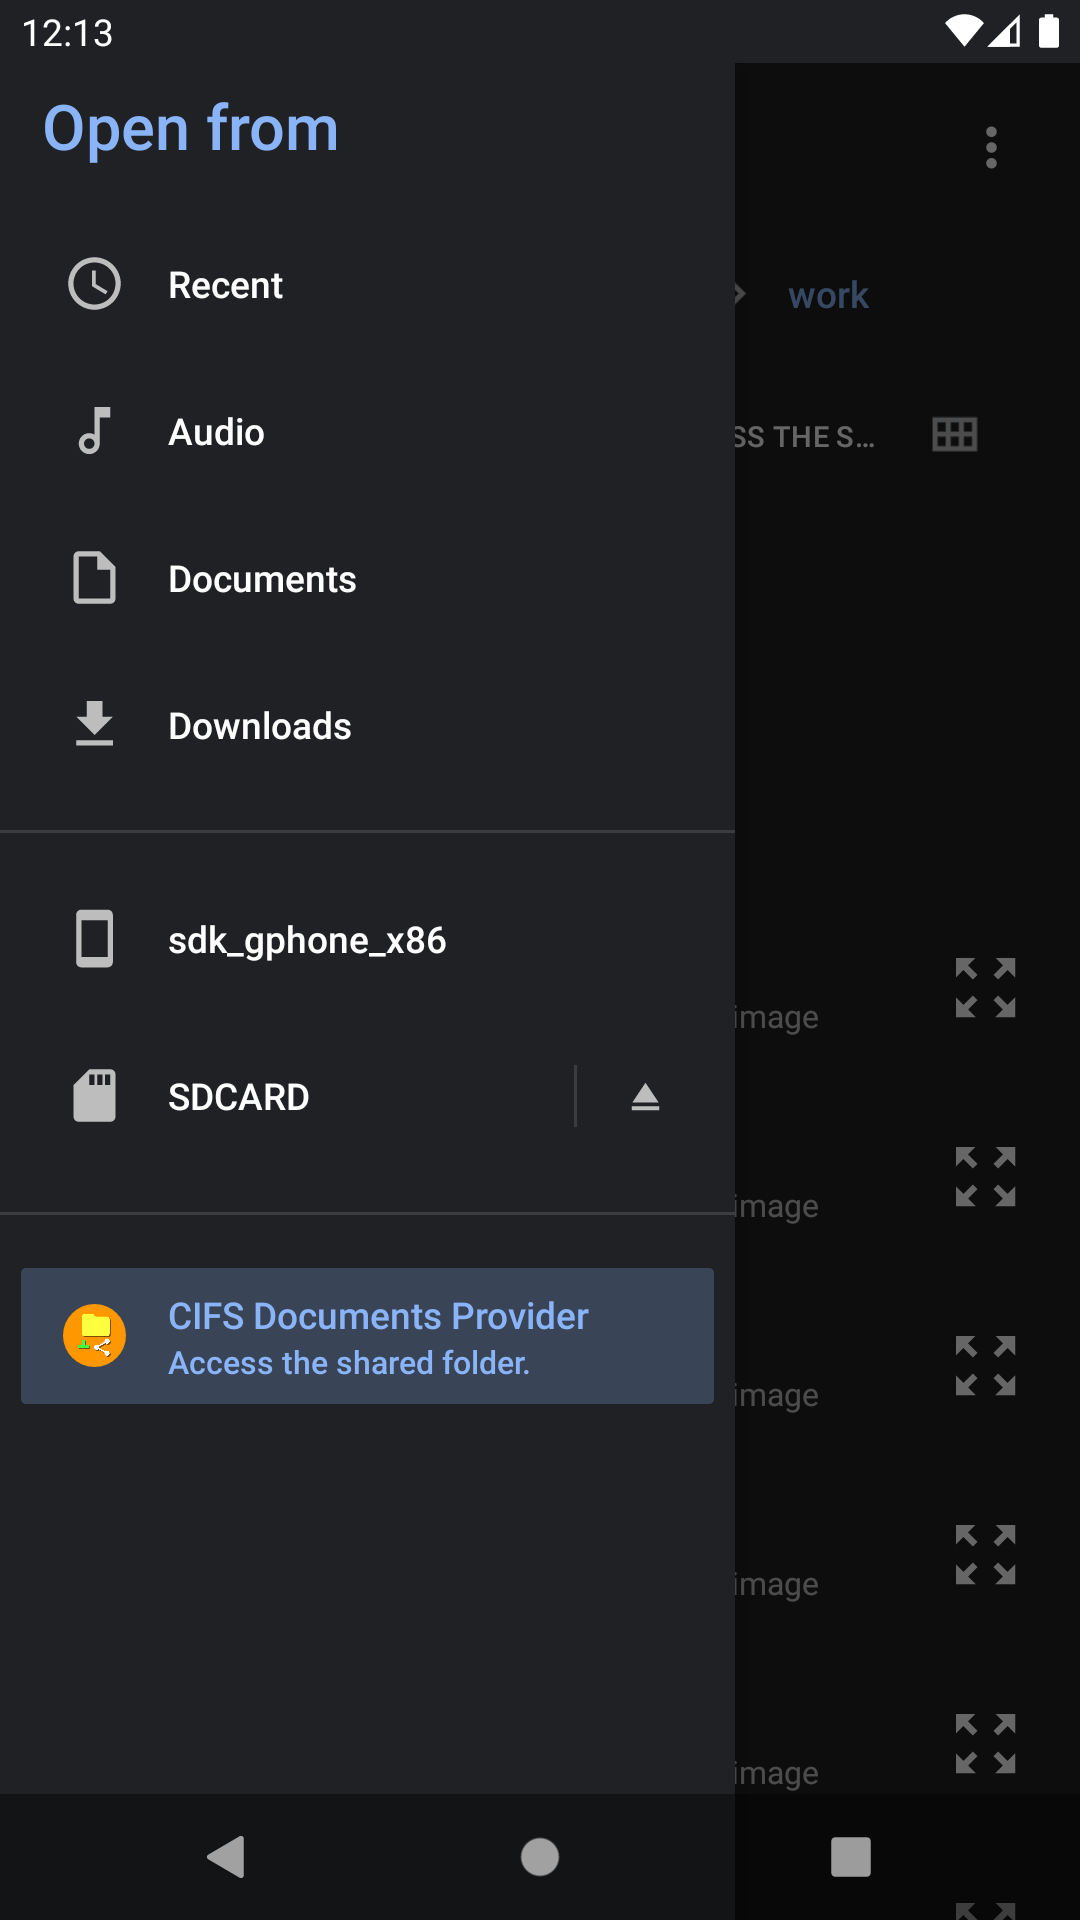 12:13
Open from
Recent
work
Audio
SS THE S...
Documents
Downloads
sdk_gphone_x86
image
SDCARD
image
CIFS Documents Provider
Access the shared folder.
image
image
image